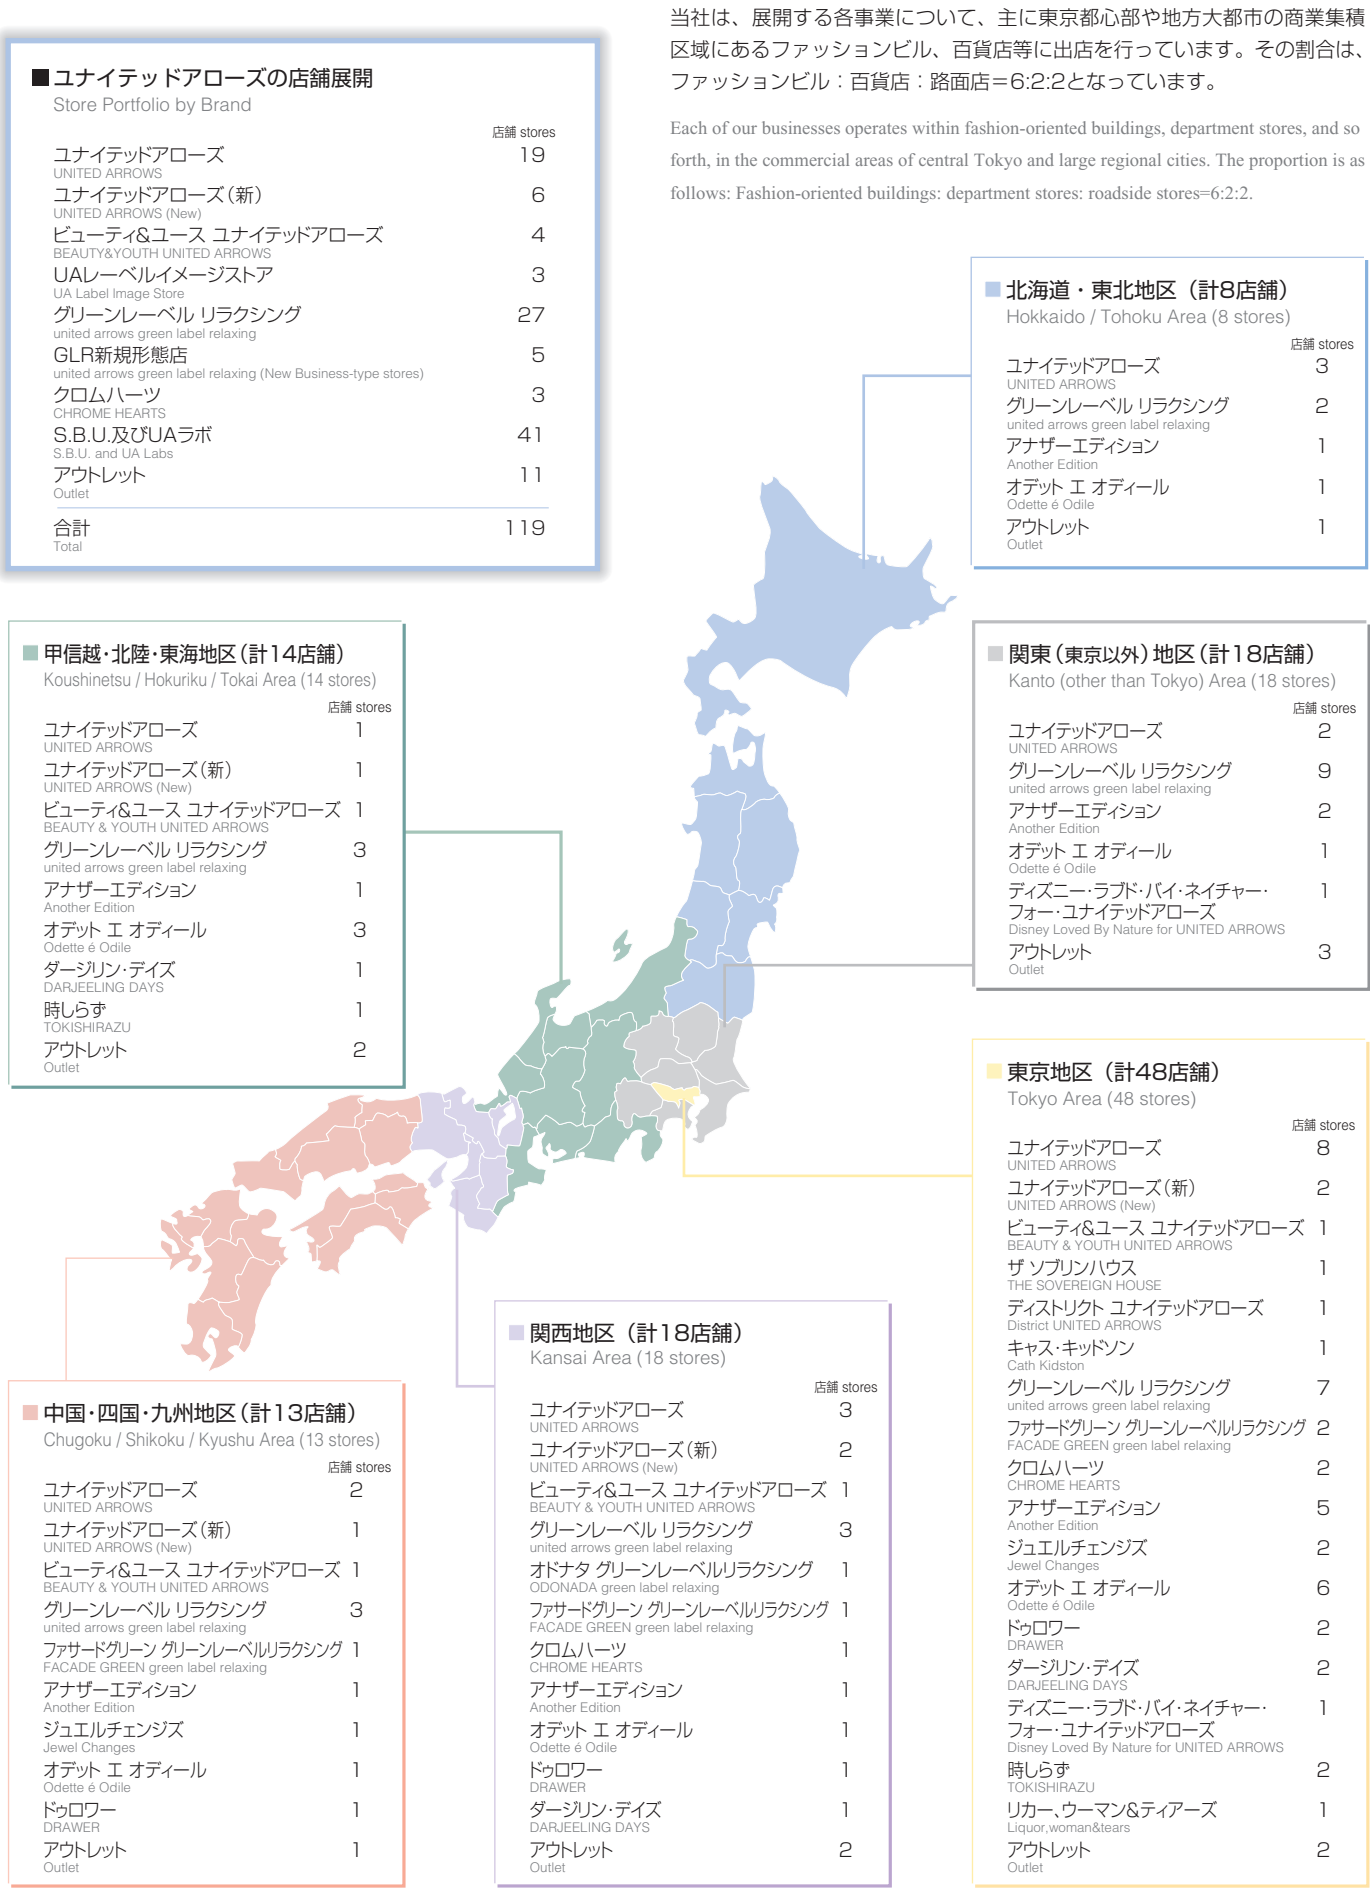 当社は、展開する各事業について、主に東京都心部や地方大都市の商業集積
区域にあるファッションビル、百貨店等に出店を行っています。その割合は、
ファッションビル：百貨店：路面店＝6:2:2となっています。
Each of our businesses operates within fashion-oriented buildings, department stores, and so
forth, in the commercial areas of central Tokyo and large regional cities. The proportion is as
follows: Fashion-oriented buildings: department stores: roadside stores=6:2:2.
■ユナイテッドアローズの店舗展開
Store Portfolio by Brand
店舗 stores
ユナイテッドアローズ 19
UNITED ARROWS
ユナイテッドアローズ（新） 6
UNITED ARROWS (New)
ビューティ&ユース ユナイテッドアローズ 4
BEAUTY&YOUTH UNITED ARROWS
UAレーベルイメージストア 3
UA Label Image Store
グリーンレーベル リラクシング 27
united arrows green label relaxing
GLR新規形態店 5
united arrows green label relaxing (New Business-type stores)
クロムハーツ 3
CHROME HEARTS
S.B.U.及びUAラボ 41
S.B.U. and UA Labs
アウトレット 11
Outlet
合計 119
Total
■北海道・東北地区（計8店舗）
Hokkaido / Tohoku Area (8 stores)
店舗 stores
ユナイテッドアローズ 3
UNITED ARROWS
グリーンレーベル リラクシング 2
united arrows green label relaxing
アナザーエディション 1
Another Edition
オデット エ オディール 1
Odette é Odile
アウトレット 1
Outlet
■甲信越・北陸・東海地区（計14店舗）
Koushinetsu / Hokuriku / Tokai Area (14 stores)
店舗 stores
ユナイテッドアローズ 1
UNITED ARROWS
ユナイテッドアローズ（新） 1
UNITED ARROWS (New)
ビューティ&ユース ユナイテッドアローズ 1
BEAUTY & YOUTH UNITED ARROWS
グリーンレーベル リラクシング 3
united arrows green label relaxing
アナザーエディション 1
Another Edition
オデット エ オディール 3
Odette é Odile
ダージリン・デイズ 1
DARJEELING DAYS
時しらず 1
TOKISHIRAZU
アウトレット 2
Outlet
■関東（東京以外）地区（計18店舗）
Kanto (other than Tokyo) Area (18 stores)
店舗 stores
ユナイテッドアローズ 2
UNITED ARROWS
グリーンレーベル リラクシング 9
united arrows green label relaxing
アナザーエディション 2
Another Edition
オデット エ オディール 1
Odette é Odile
ディズニー・ラブド・バイ・ネイチャー・ 1
フォー・ユナイテッドアローズ
Disney Loved By Nature for UNITED ARROWS
アウトレット 3
Outlet
■東京地区（計48店舗）
Tokyo Area (48 stores)
店舗 stores
ユナイテッドアローズ 8
UNITED ARROWS
ユナイテッドアローズ（新） 2
UNITED ARROWS (New)
ビューティ&ユース ユナイテッドアローズ 1
BEAUTY & YOUTH UNITED ARROWS
ザ ソブリンハウス 1
THE SOVEREIGN HOUSE
ディストリクト ユナイテッドアローズ 1
District UNITED ARROWS
キャス・キッドソン 1
Cath Kidston
グリーンレーベル リラクシング 7
united arrows green label relaxing
ファサードグリーン グリーンレーベルリラクシング 2
FACADE GREEN green label relaxing
クロムハーツ 2
CHROME HEARTS
アナザーエディション 5
Another Edition
ジュエルチェンジズ 2
Jewel Changes
オデット エ オディール 6
Odette é Odile
ドゥロワー 2
DRAWER
ダージリン・デイズ 2
DARJEELING DAYS
ディズニー・ラブド・バイ・ネイチャー・ 1
フォー・ユナイテッドアローズ
Disney Loved By Nature for UNITED ARROWS
時しらず 2
TOKISHIRAZU
リカー、ウーマン&ティアーズ 1
Liquor,woman&tears
アウトレット 2
Outlet
■関西地区（計18店舗）
Kansai Area (18 stores)
店舗 stores
ユナイテッドアローズ 3
UNITED ARROWS
ユナイテッドアローズ（新） 2
UNITED ARROWS (New)
ビューティ&ユース ユナイテッドアローズ 1
BEAUTY & YOUTH UNITED ARROWS
グリーンレーベル リラクシング 3
united arrows green label relaxing
オドナタ グリーンレーベルリラクシング 1
ODONADA green label relaxing
ファサードグリーン グリーンレーベルリラクシング 1
FACADE GREEN green label relaxing
クロムハーツ 1
CHROME HEARTS
アナザーエディション 1
Another Edition
オデット エ オディール 1
Odette é Odile
ドゥロワー 1
DRAWER
ダージリン・デイズ 1
DARJEELING DAYS
アウトレット 2
Outlet
■中国・四国・九州地区（計13店舗）
Chugoku / Shikoku / Kyushu Area (13 stores)
店舗 stores
ユナイテッドアローズ 2
UNITED ARROWS
ユナイテッドアローズ（新） 1
UNITED ARROWS (New)
ビューティ&ユース ユナイテッドアローズ 1
BEAUTY & YOUTH UNITED ARROWS
グリーンレーベル リラクシング 3
united arrows green label relaxing
ファサードグリーン グリーンレーベルリラクシング 1
FACADE GREEN green label relaxing
アナザーエディション 1
Another Edition
ジュエルチェンジズ 1
Jewel Changes
オデット エ オディール 1
Odette é Odile
ドゥロワー 1
DRAWER
アウトレット 1
Outlet